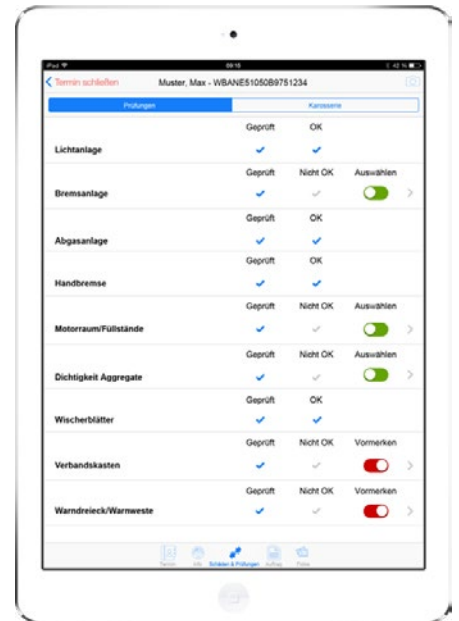 iPad
09:15
42 %
Termin schließen Muster, Max - WBANE51050B9751234
Prüfungen Karosserie
Geprüft OK
Lichtanlage
Geprüft Nicht OK Auswählen
Bremsanlage
Geprüft OK
Abgasanlage
Geprüft OK
Handbremse
Geprüft Nicht OK Auswählen
Motorraum/Füllstände
Geprüft Nicht OK Auswählen
Dichtigkeit Aggregate
Geprüft OK
Wischerblätter
Geprüft Nicht OK Vormerken
Verbandskasten
Geprüft Nicht OK Vormerken
Warndreieck/Warnweste
Termin Info Schäden & Prüfungen Auftrag Fotos